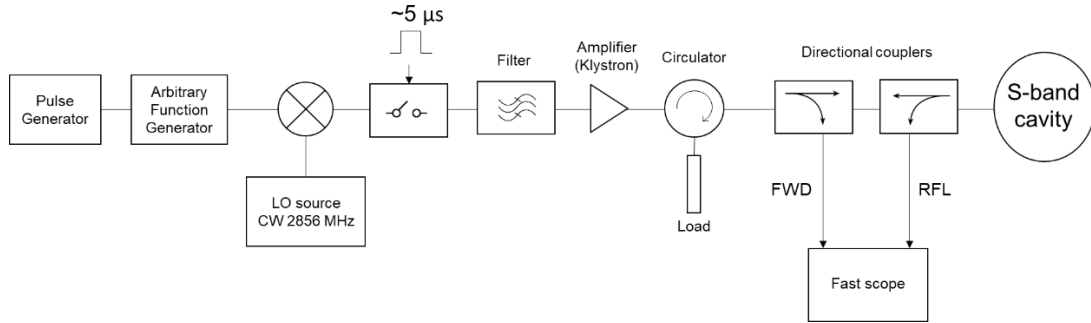 ~5 µs
Filter
Amplifier
(Klystron)
Circulator
Directional couplers
Pulse
Generator
Arbitrary
Function
Generator
S-band
cavity
LO source
CW 2856 MHz
Load
FWD
RFL
Fast scope